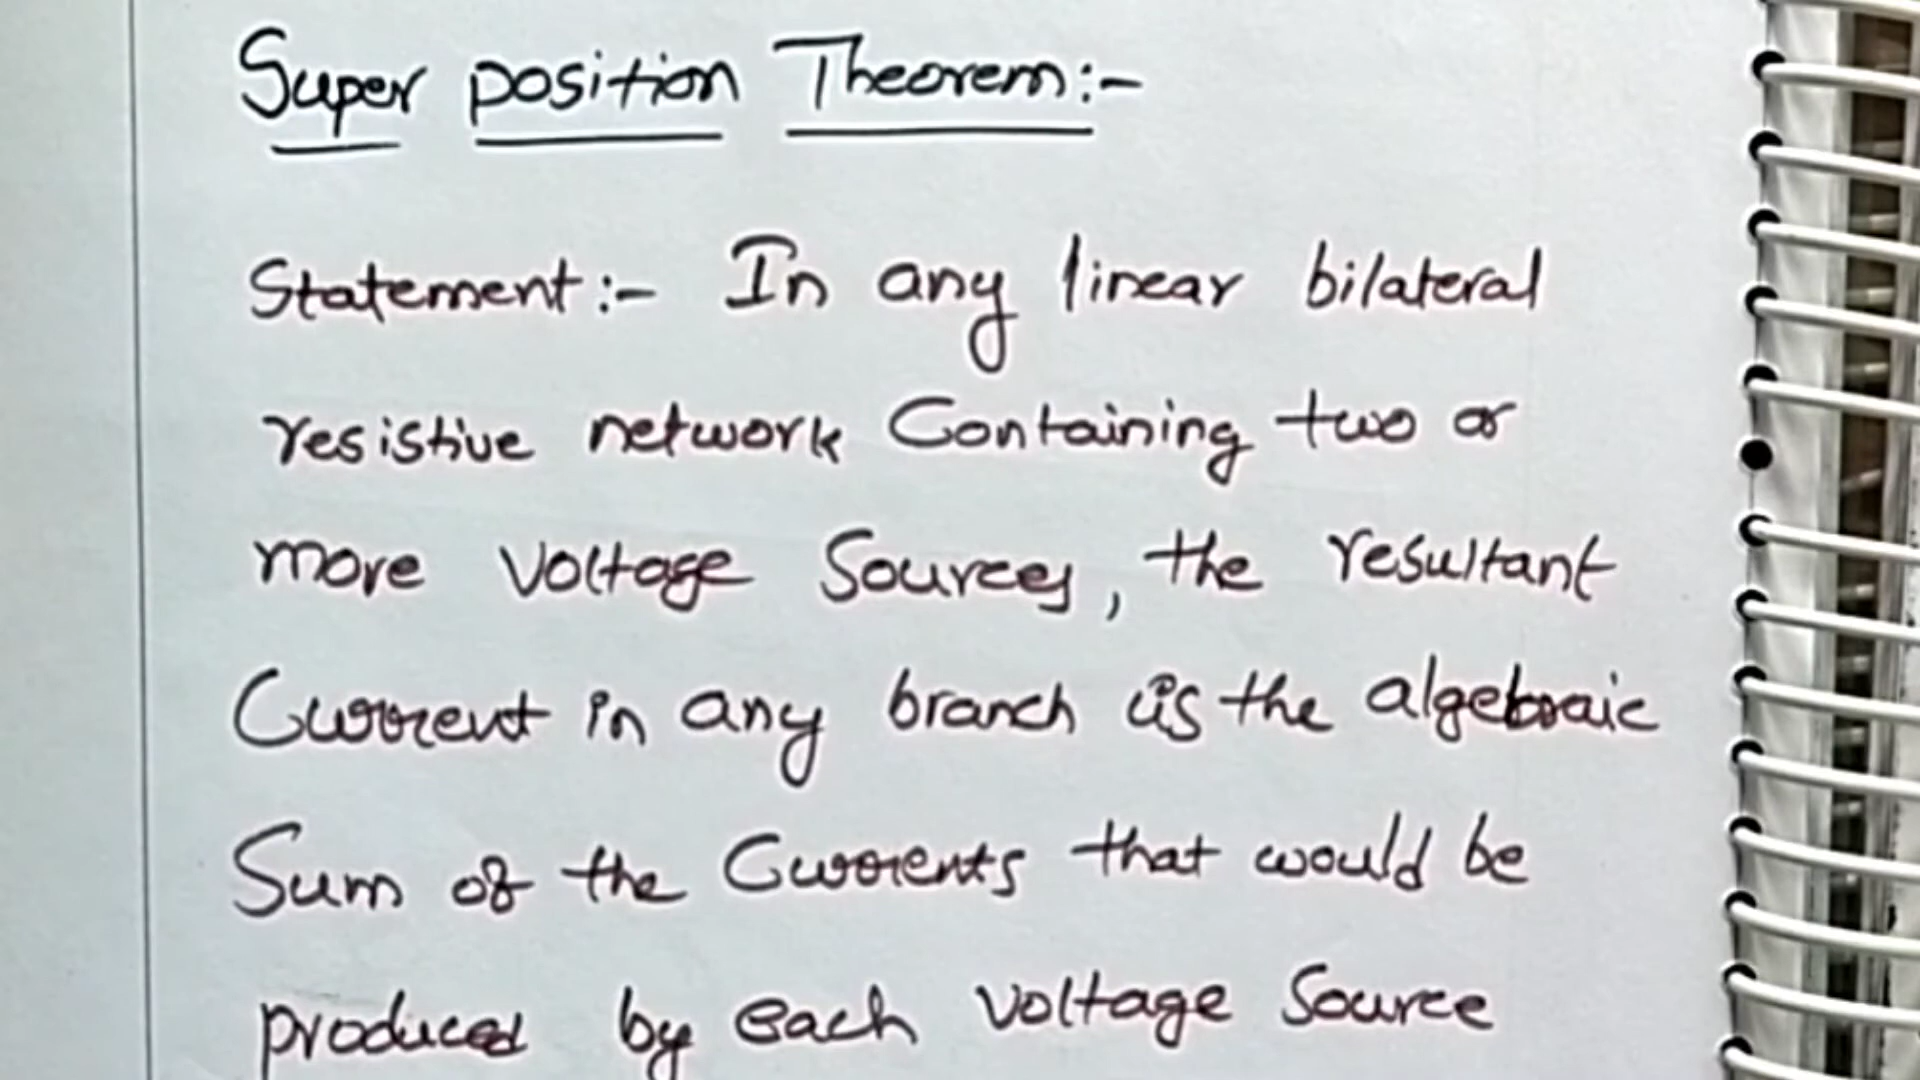 Super position Theorem:-
Statement:- In any linear bilateral
resistive network Containing two or
more Voltage Sources, the resultant
Current in any branch is the algebraic
Sum of the Currents that would be
produced by each Voltage Source